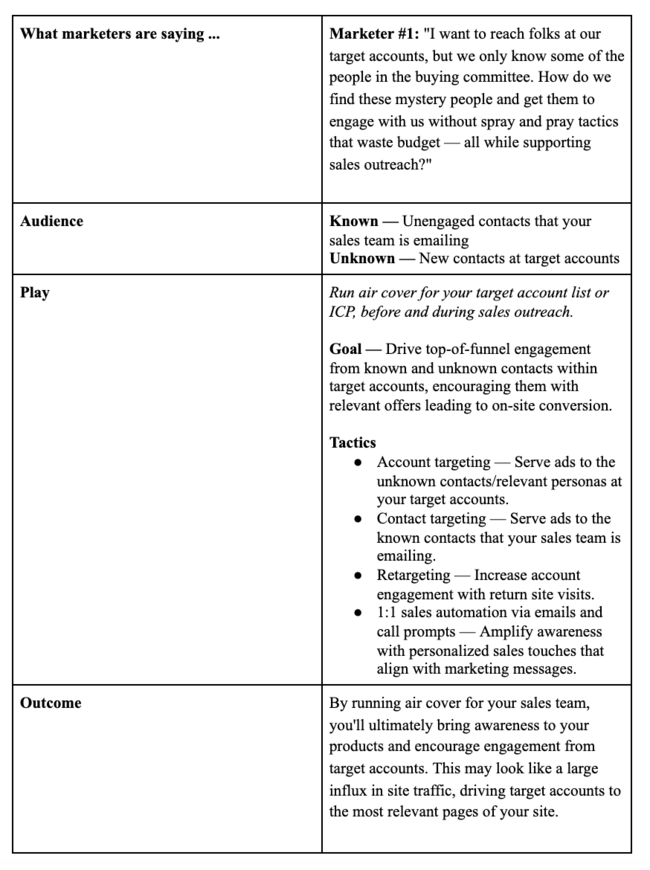 What marketers are saying ...
Marketer #1: "I want to reach folks at our
target accounts, but we only know some of the
people in the buying committee. How do we
find these mystery people and get them to
engage with us without spray and pray tactics
that waste budget — all while supporting
sales outreach?"
Audience
Known — Unengaged contacts that your
sales team is emailing
Unknown — New contacts at target accounts
Play
Run air cover for your target account list or
ICP, before and during sales outreach.
Goal — Drive top-of-funnel engagement
from known and unknown contacts within
target accounts, encouraging them with
relevant offers leading to on-site conversion.
Tactics
● Account targeting — Serve ads to the
unknown contacts/relevant personas at
your target accounts.
● Contact targeting — Serve ads to the
known contacts that your sales team is
emailing.
● Retargeting — Increase account
engagement with return site visits.
● 1:1 sales automation via emails and
call prompts — Amplify awareness
with personalized sales touches that
align with marketing messages.
Outcome
By running air cover for your sales team,
you'll ultimately bring awareness to your
products and encourage engagement from
target accounts. This may look like a large
influx in site traffic, driving target accounts to
the most relevant pages of your site.